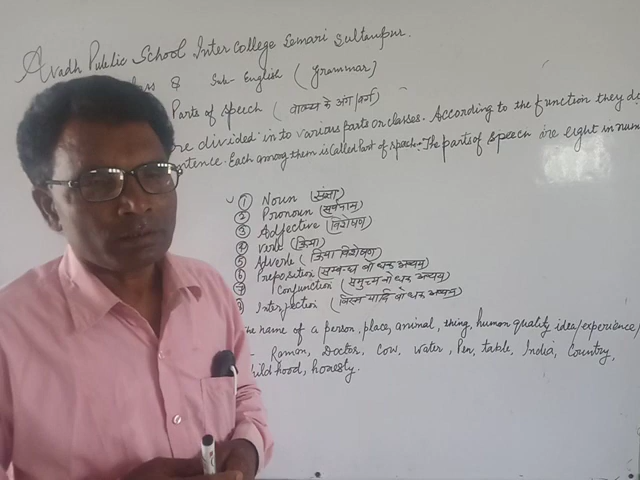 Avadh Public School Inter College Semari Sultanpur.
class 8 Sub- English (Grammar)
Parts of Speech (वाक्य के अंग/वर्ग)
are divided in to various parts or classes. According to the function they do
sentence. Each among them is called Part of speech. The parts of speech are eight in num
① Noun (संज्ञा)
② Pronoun (सर्वनाम)
③ Adjective (विशेषण)
④ Verb (क्रिया)
⑤ Adverb (क्रिया विशेषण)
⑥ Preposition (सम्बन्ध बोधक अव्यय)
⑦ Conjunction (समुच्चय बोधक अव्यय)
⑧ Interjection (विस्मयादि बोधक अव्यय)
The name of a person, place, animal, thing, human quality, idea/experience/
Raman, Doctor, Cow, water, Pen, table, India, Country,
childhood, honesty.